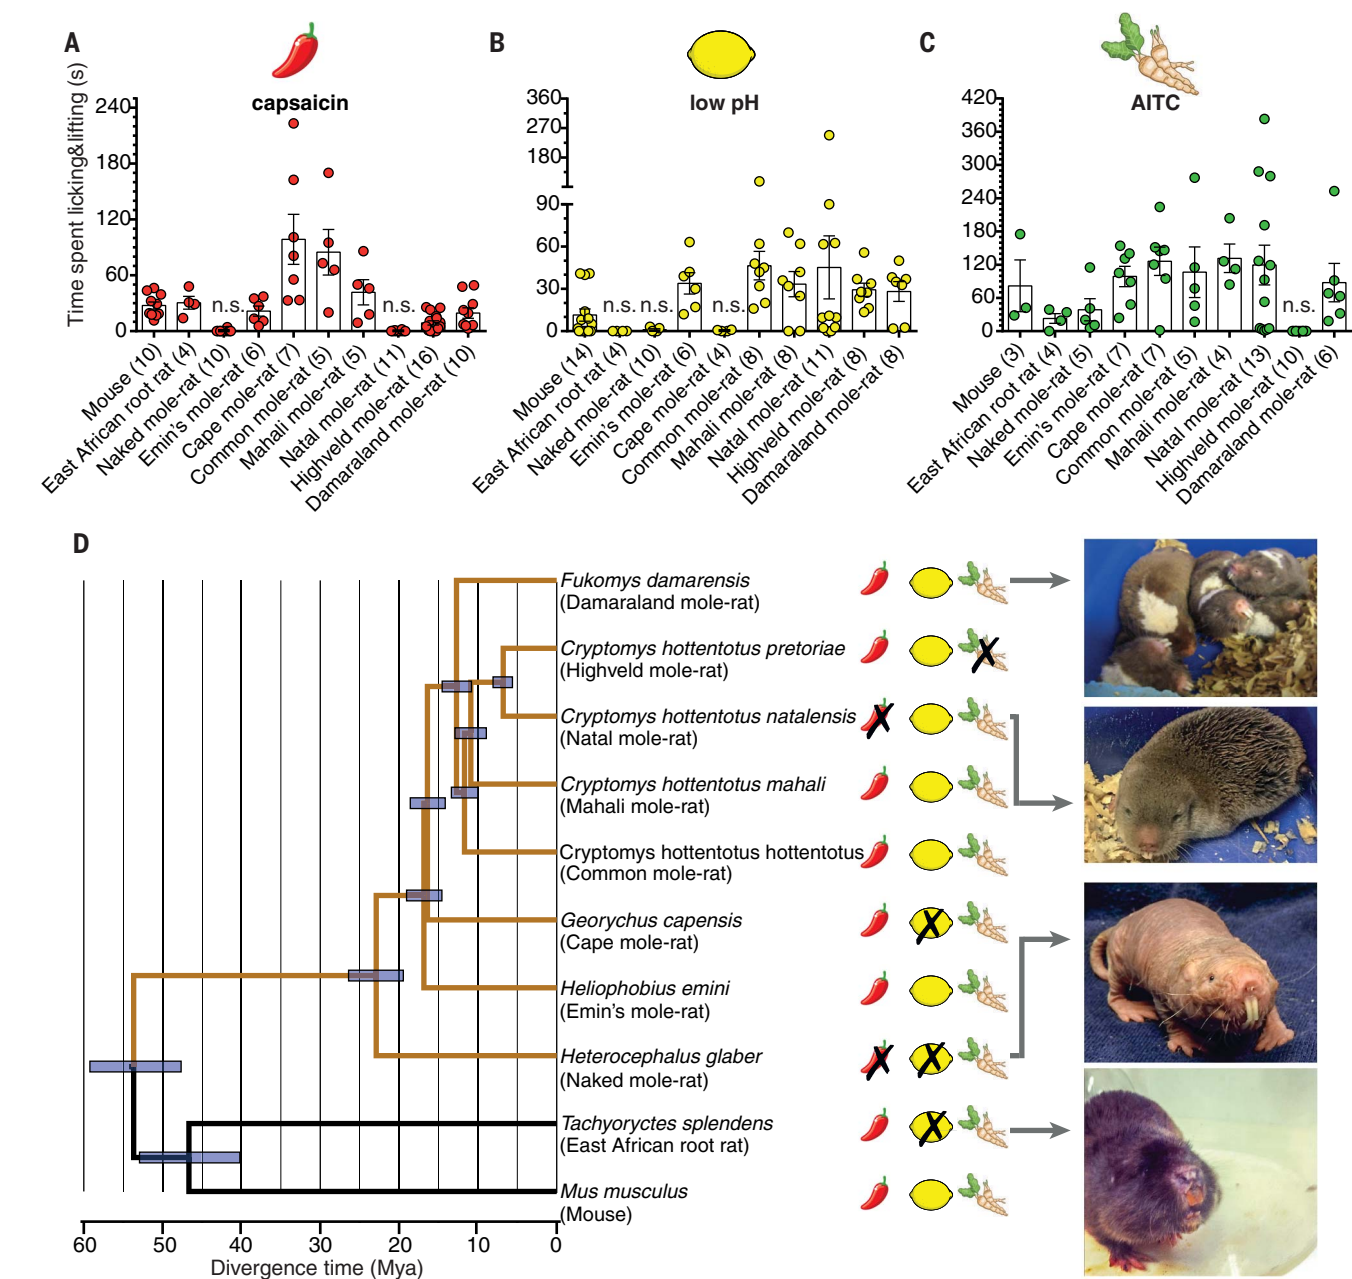 A
capsaicin
Time spent licking&lifting (s)
240
180
120
60
0
n.s.
n.s.
Mouse (10)
East African root rat (4)
Naked mole-rat (10)
Emin's mole-rat (6)
Cape mole-rat (7)
Common mole-rat (5)
Mahali mole-rat (5)
Natal mole-rat (11)
Highveld mole-rat (16)
Damaraland mole-rat (10)
B
low pH
360
270
180
90
60
30
0
n.s.
n.s.
n.s.
Mouse (14)
East African root rat (4)
Naked mole-rat (10)
Emin's mole-rat (6)
Cape mole-rat (4)
Common mole-rat (8)
Mahali mole-rat (8)
Natal mole-rat (11)
Highveld mole-rat (8)
Damaraland mole-rat (8)
C
AITC
420
360
300
240
180
120
60
0
n.s.
Mouse (3)
East African root rat (4)
Naked mole-rat (5)
Emin's mole-rat (7)
Cape mole-rat (7)
Common mole-rat (5)
Mahali mole-rat (4)
Natal mole-rat (13)
Highveld mole-rat (10)
Damaraland mole-rat (6)
D
Fukomys damarensis
(Damaraland mole-rat)
Cryptomys hottentotus pretoriae
(Highveld mole-rat)
Cryptomys hottentotus natalensis
(Natal mole-rat)
Cryptomys hottentotus mahali
(Mahali mole-rat)
Cryptomys hottentotus hottentotus
(Common mole-rat)
Georychus capensis
(Cape mole-rat)
Heliophobius emini
(Emin's mole-rat)
Heterocephalus glaber
(Naked mole-rat)
Tachyoryctes splendens
(East African root rat)
Mus musculus
(Mouse)
60 50 40 30 20 10 0
Divergence time (Mya)